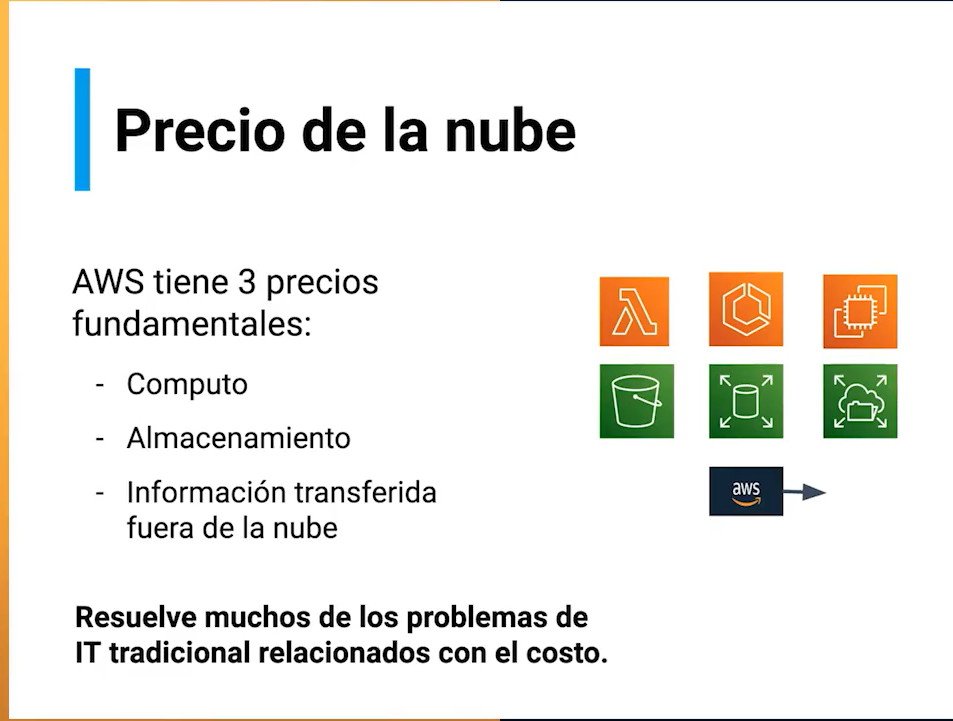 Precio de la nube
AWS tiene 3 precios
fundamentales:
- Computo
- Almacenamiento
- Información transferida
fuera de la nube
aws
Resuelve muchos de los problemas de
IT tradicional relacionados con el costo.